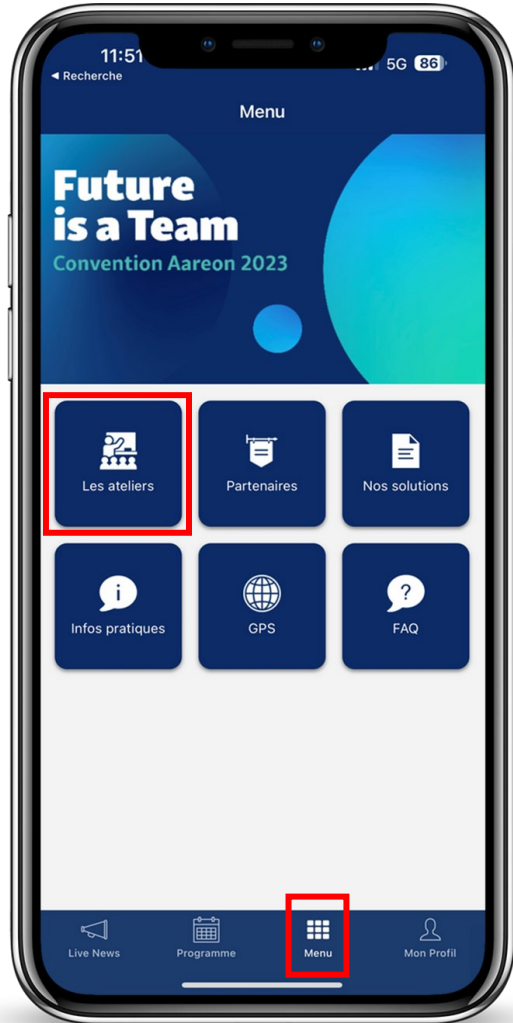 11:51
5G 86
◀ Recherche
Menu
Future
is a Team
Convention Aareon 2023
Les ateliers
Partenaires
Nos solutions
Infos pratiques
GPS
FAQ
Live News
Programme
Menu
Mon Profil